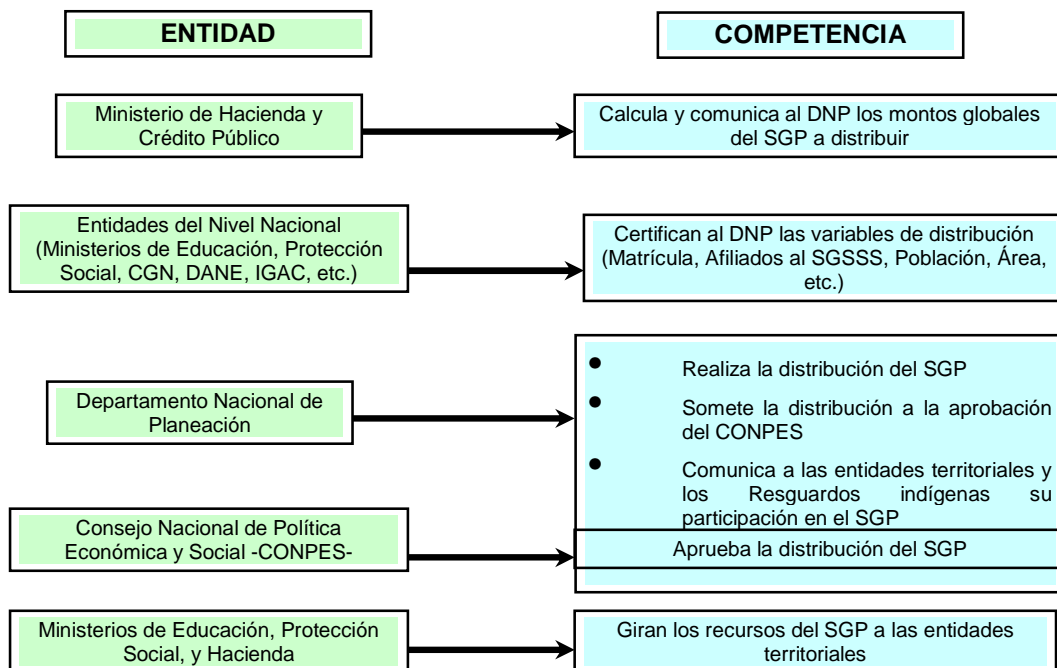 ENTIDAD
COMPETENCIA
Ministerio de Hacienda y
Crédito Público
Calcula y comunica al DNP los montos globales
del SGP a distribuir
Entidades del Nivel Nacional
(Ministerios de Educación, Protección
Social, CGN, DANE, IGAC, etc.)
Certifican al DNP las variables de distribución
(Matrícula, Afiliados al SGSSS, Población, Área,
etc.)
Departamento Nacional de
Planeación
● Realiza la distribución del SGP
● Somete la distribución a la aprobación
del CONPES
● Comunica a las entidades territoriales y
los Resguardos indígenas su
participación en el SGP
Consejo Nacional de Política
Económica y Social -CONPES-
Aprueba la distribución del SGP
Ministerios de Educación, Protección
Social, y Hacienda
Giran los recursos del SGP a las entidades
territoriales